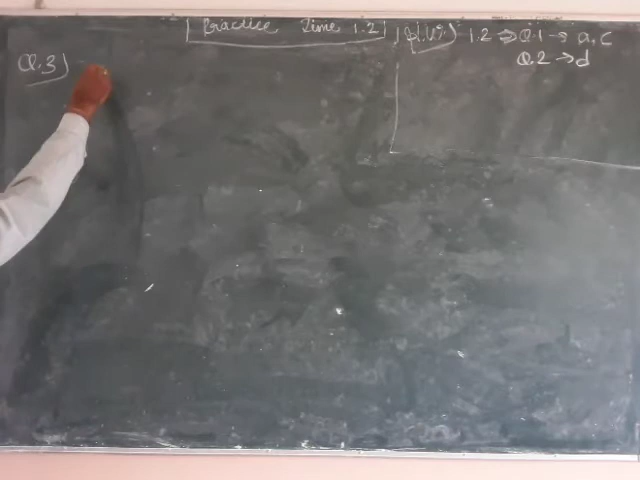 Practice Time 1.2
1.2 ⇒ Q.1 → a, c
Q.2 → d
Q.3)